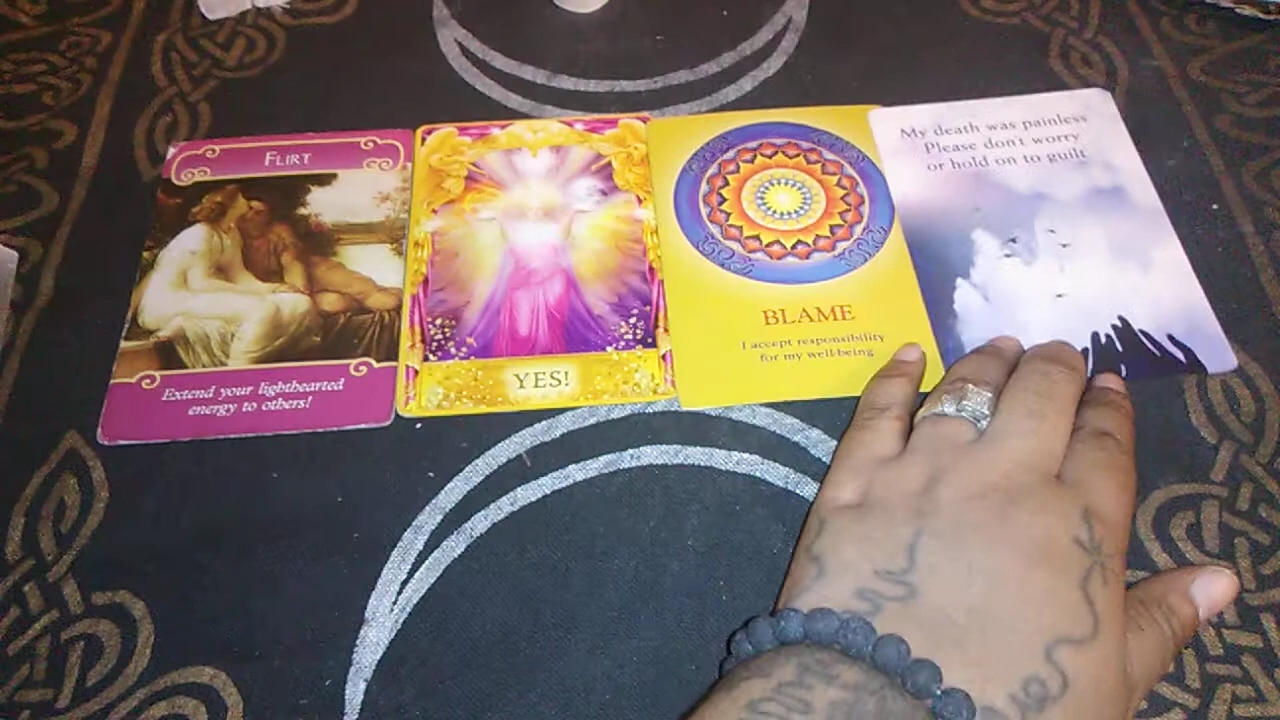 FLIRT
Extend your lighthearted
energy to others!
YES!
BLAME
I accept responsibility
for my well-being
My death was painless
Please don't worry
or hold on to guilt